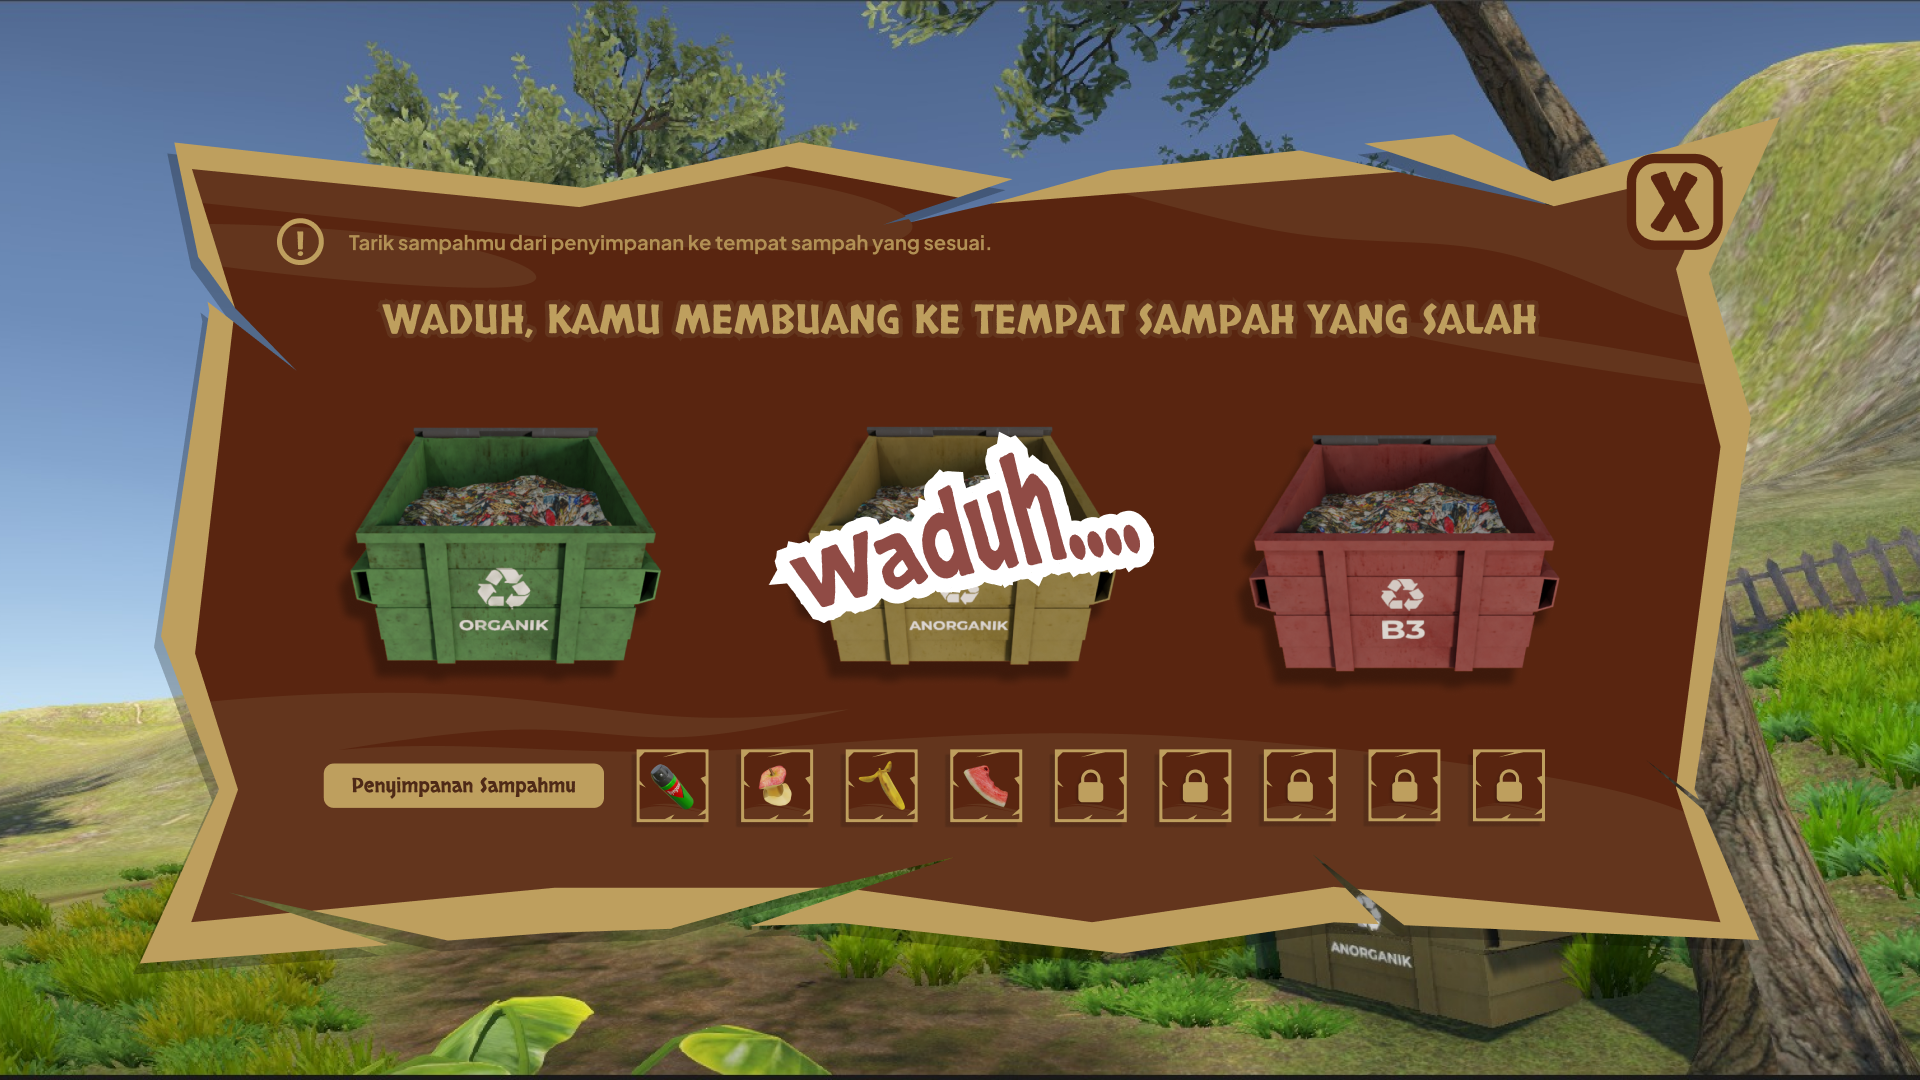 Tarik sampahmu dari penyimpanan ke tempat sampah yang sesuai.
X
WADUH, KAMU MEMBUANG KE TEMPAT SAMPAH YANG SALAH
waduh....
ORGANIK
ANORGANIK
B3
Penyimpanan Sampahmu
ANORGANIK